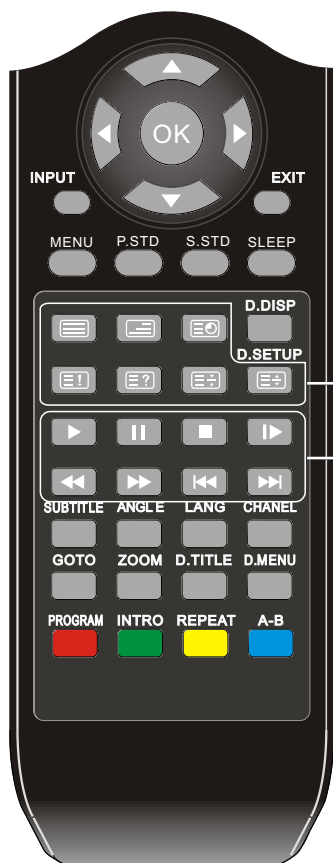 OK
INPUT EXIT
MENU P.STD S.STD SLEEP
D.DISP
D.SETUP
SUBTITLE ANGLE LANG CHANEL
GOTO ZOOM D.TITLE D.MENU
PROGRAM INTRO REPEAT A-B